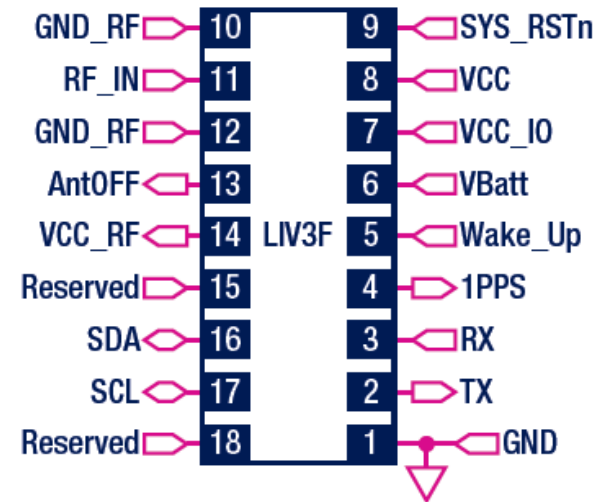 GND_RF 10 9 SYS_RSTn
RF_IN 11 8 VCC
GND_RF 12 7 VCC_IO
AntOFF 13 6 VBatt
VCC_RF 14 LIV3F 5 Wake_Up
Reserved 15 4 1PPS
SDA 16 3 RX
SCL 17 2 TX
Reserved 18 1 GND